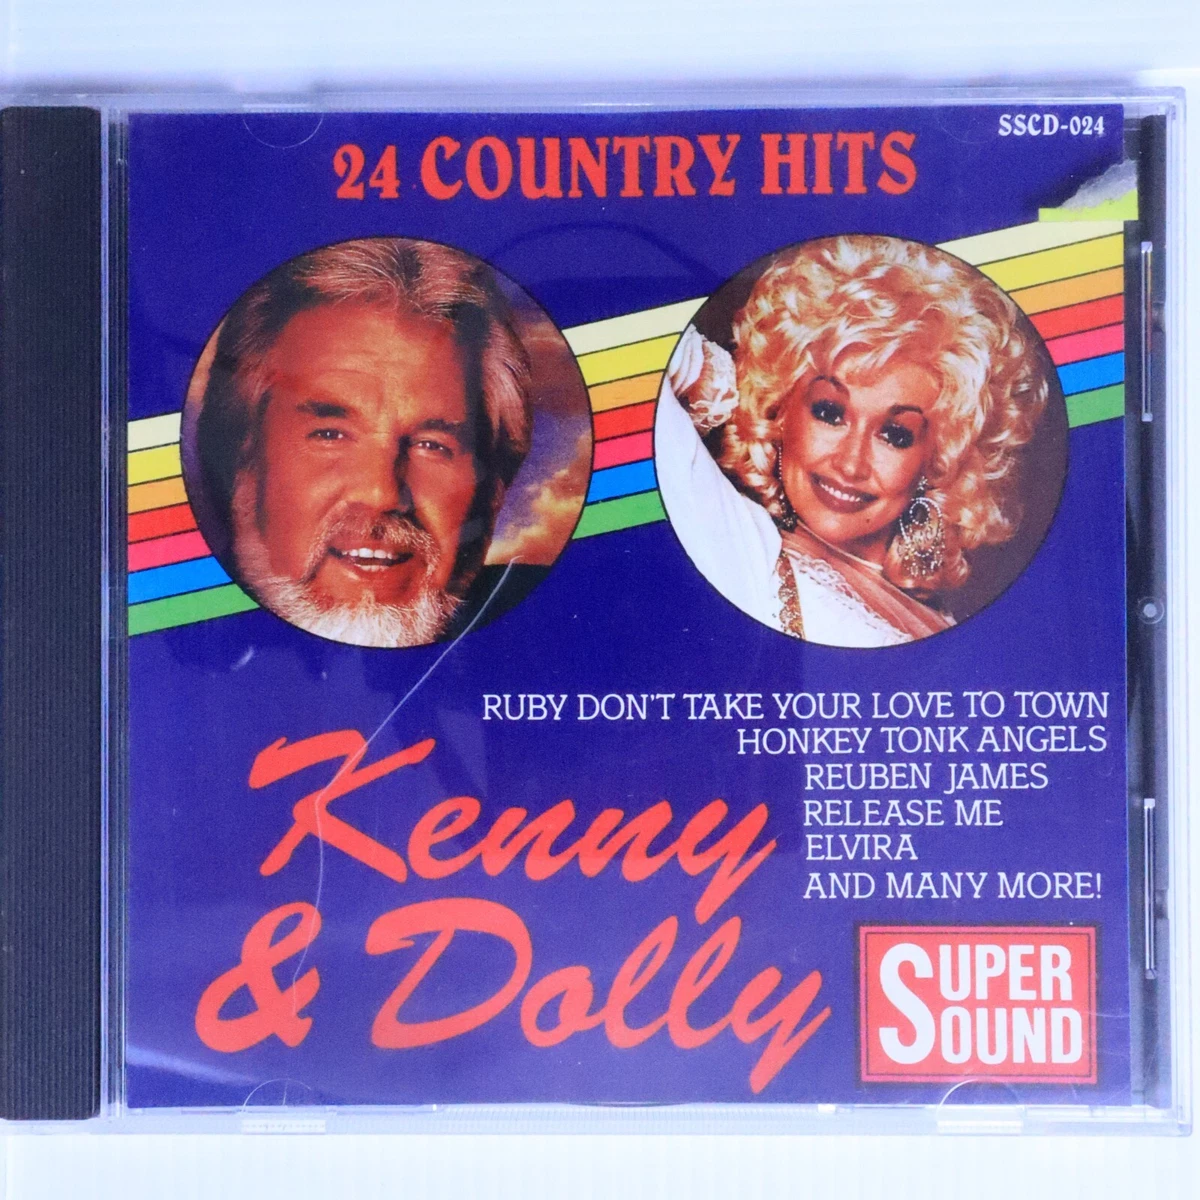 SSCD-024
24 COUNTRY HITS
RUBY DON'T TAKE YOUR LOVE TO TOWN
HONKEY TONK ANGELS
REUBEN JAMES
RELEASE ME
ELVIRA
AND MANY MORE!
Kenny
& Dolly
SUPER
SOUND